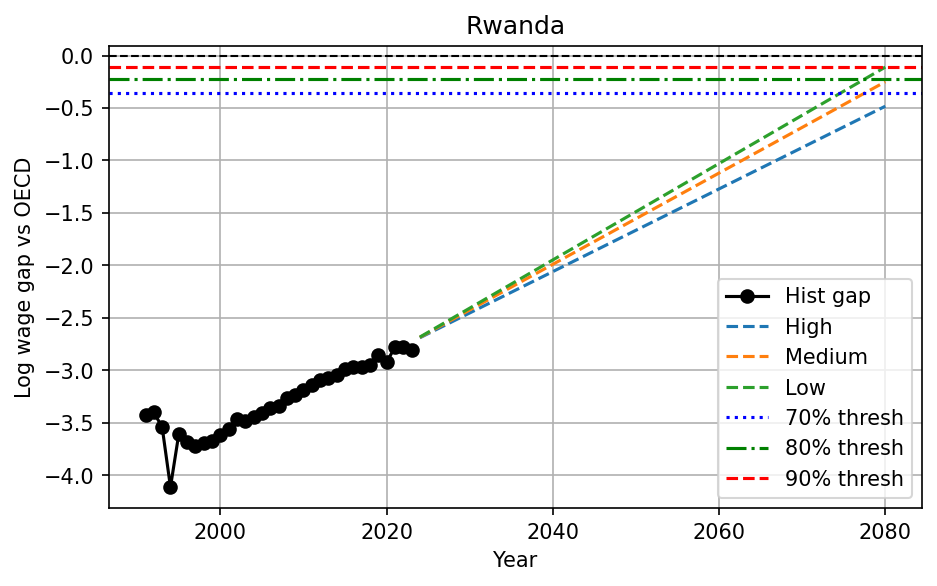 Rwanda
Log wage gap vs OECD
0.0
−0.5
−1.0
−1.5
−2.0
−2.5
−3.0
−3.5
−4.0
Hist gap
High
Medium
Low
70% thresh
80% thresh
90% thresh
2000 2020 2040 2060 2080
Year